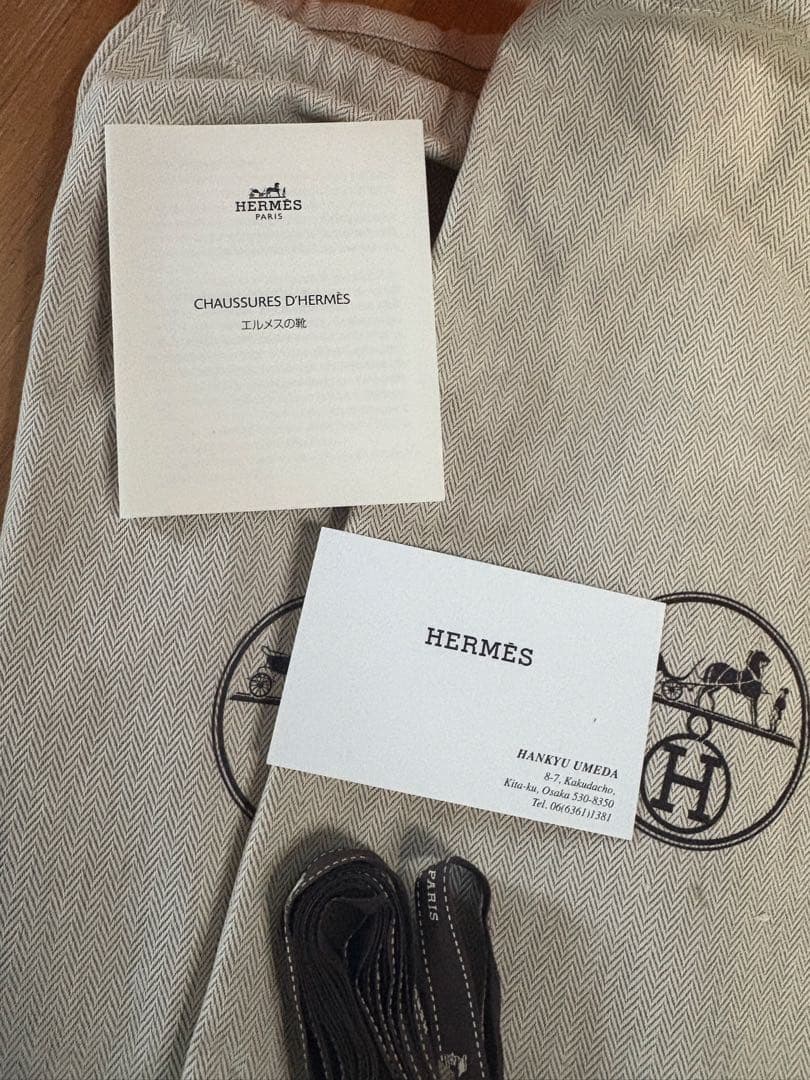 HERMÈS
PARIS
CHAUSSURES D'HERMÈS
エルメスの靴
HERMÈS
HANKYU UMEDA
8-7, Kakudacho,
Kita-ku, Osaka 530-8350
Tel. 06(6361)1381
H
PARIS